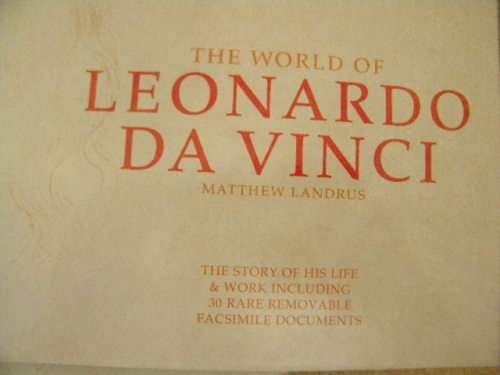 THE WORLD OF
LEONARDO
DA VINCI
MATTHEW LANDRUS
THE STORY OF HIS LIFE
& WORK INCLUDING
30 RARE REMOVABLE
FACSIMILE DOCUMENTS